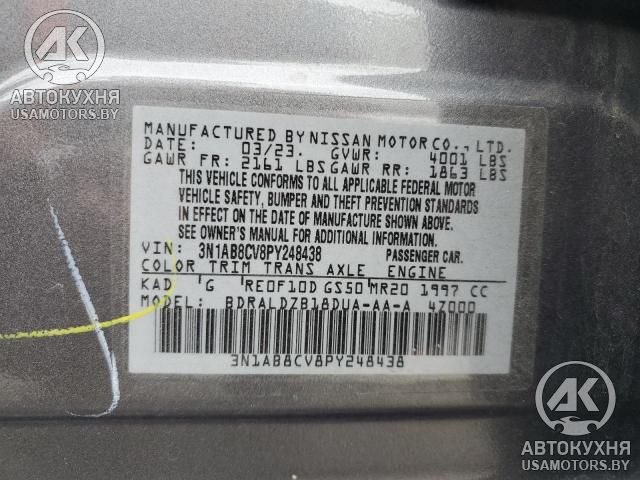 AK
АВТОКУХНЯ
USAMOTORS.BY
MANUFACTURED BY NISSAN MOTOR CO., LTD.
DATE: 03/23. GVWR: 4001 LBS
GAWR FR: 2161 LBS GAWR RR: 1863 LBS
THIS VEHICLE CONFORMS TO ALL APPLICABLE FEDERAL MOTOR
VEHICLE SAFETY, BUMPER AND THEFT PREVENTION STANDARDS
IN EFFECT ON THE DATE OF MANUFACTURE SHOWN ABOVE.
SEE OWNER'S MANUAL FOR ADDITIONAL INFORMATION.
VIN: 3N1AB8CV8PY248438 PASSENGER CAR.
COLOR TRIM TRANS AXLE ENGINE
KAD 'G RE0F10D GS50 MR20 1997 CC
MODEL: BDRALDZB18DUA-AA-A 4Z000
3N1AB8CV8PY248438
AK
АВТОКУХНЯ
USAMOTORS.BY